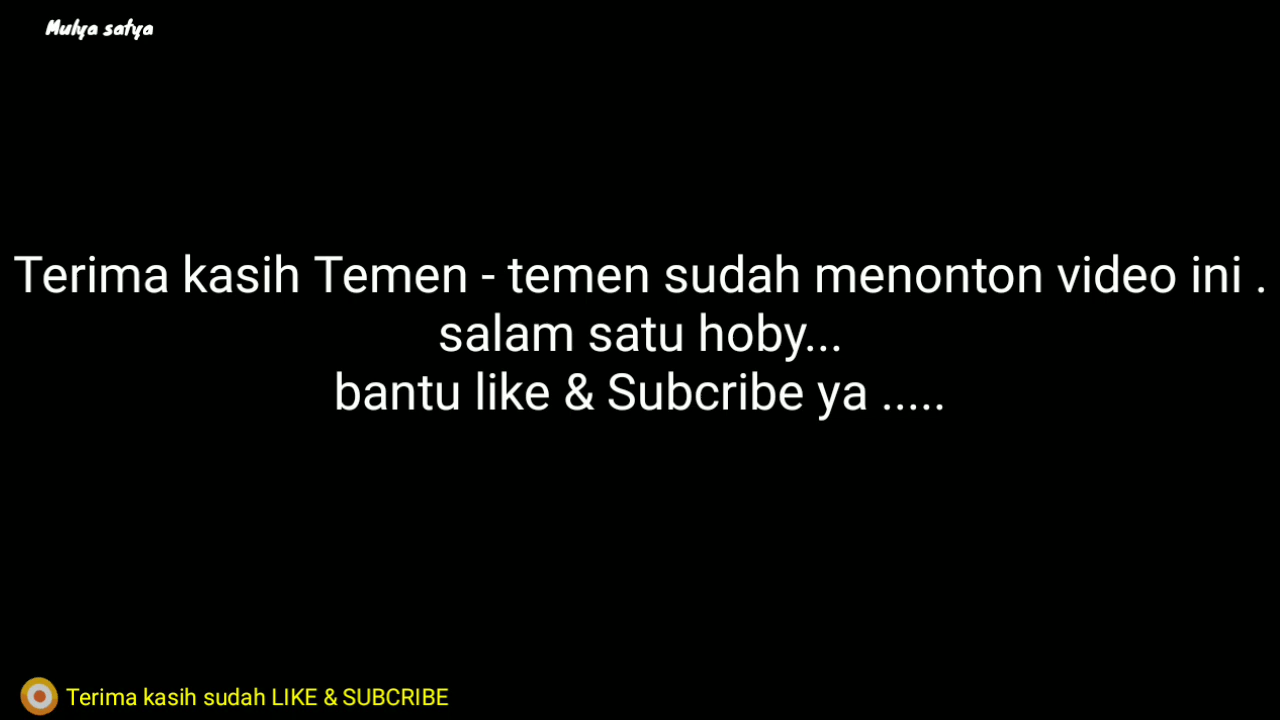 Mulya satya
Terima kasih Temen - temen sudah menonton video ini .
salam satu hoby...
bantu like & Subcribe ya .....
Terima kasih sudah LIKE & SUBCRIBE